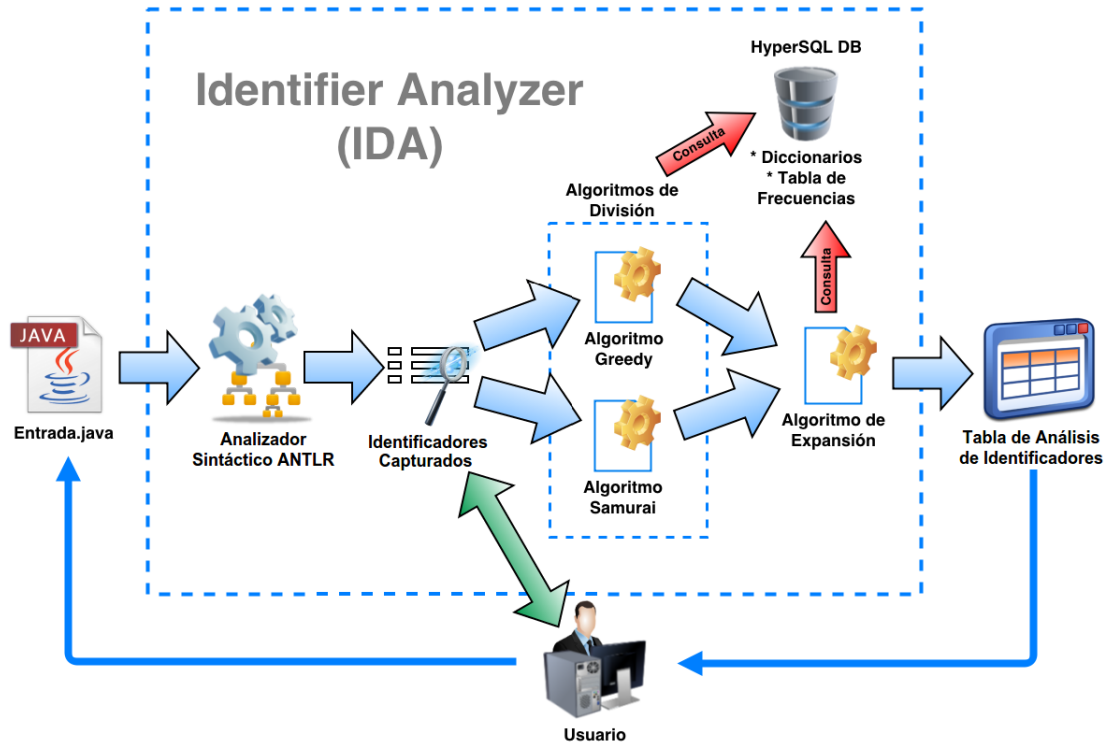 Identifier Analyzer
(IDA)
HyperSQL DB
Consulta
* Diccionarios
* Tabla de
Frecuencias
Algoritmos de
División
Consulta
JAVA
Entrada.java
Analizador
Sintáctico ANTLR
Identificadores
Capturados
Algoritmo
Greedy
Algoritmo
Samurai
Algoritmo de
Expansión
Tabla de Análisis
de Identificadores
Usuario